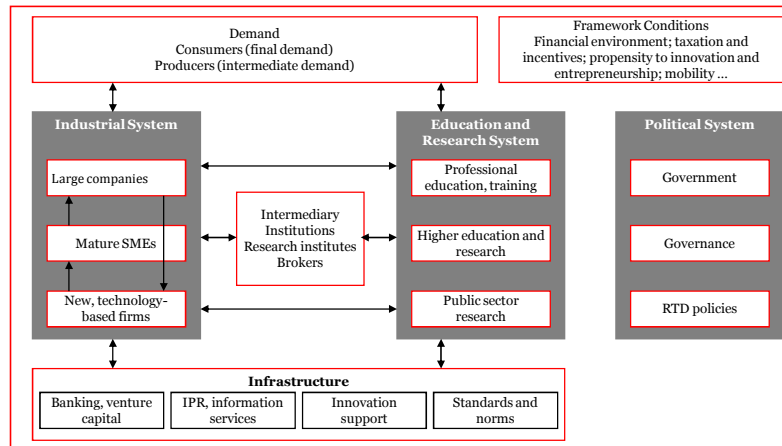 Demand
Consumers (final demand)
Producers (intermediate demand)
Framework Conditions
Financial environment; taxation and
incentives; propensity to innovation and
entrepreneurship; mobility ...
Industrial System
Large companies
Mature SMEs
New, technology-
based firms
Intermediary
Institutions
Research institutes
Brokers
Education and
Research System
Professional
education, training
Higher education and
research
Public sector
research
Political System
Government
Governance
RTD policies
Infrastructure
Banking, venture
capital
IPR, information
services
Innovation
support
Standards and
norms